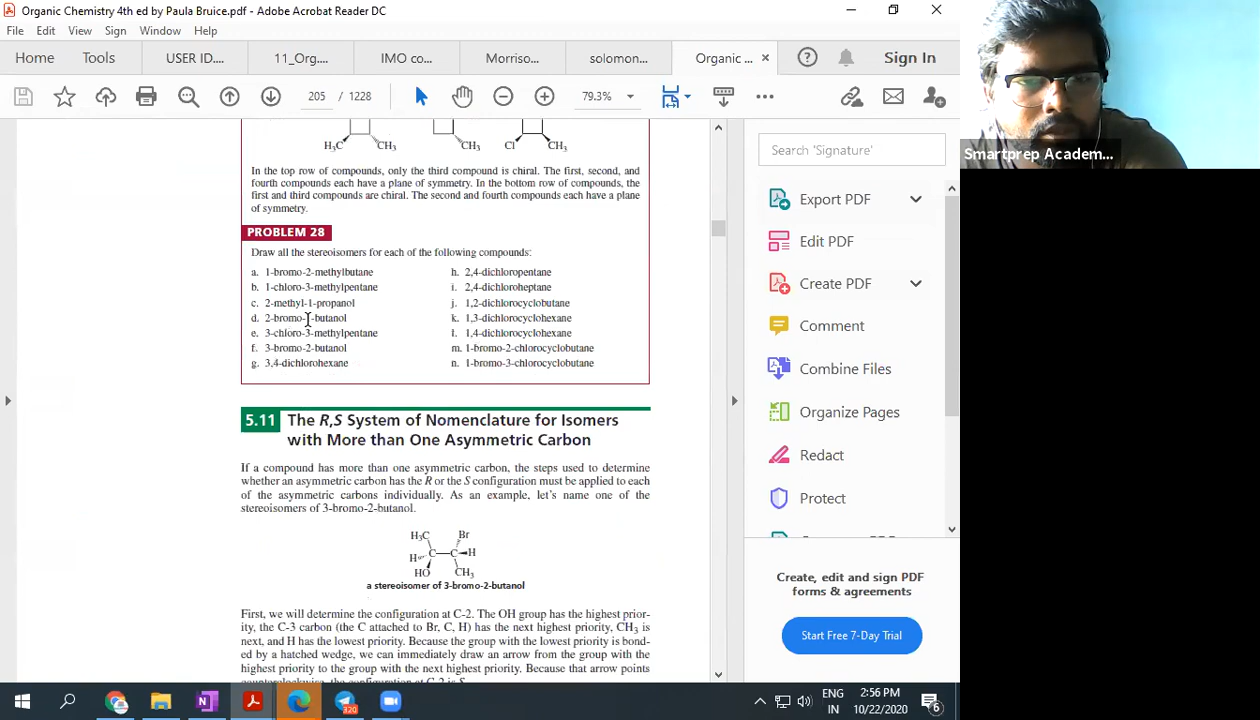 Organic Chemistry 4th ed by Paula Bruice.pdf - Adobe Acrobat Reader DC
File Edit View Sign Window Help
Home Tools USER ID.... 11_Org.... IMO co... Morriso... solomon... Organic ... × ? Sign In
205 / 1228 79.3%
H₃C CH₃ CH₃ Cl CH₃
In the top row of compounds, only the third compound is chiral. The first, second, and
fourth compounds each have a plane of symmetry. In the bottom row of compounds, the
first and third compounds are chiral. The second and fourth compounds each have a plane
of symmetry.
PROBLEM 28
Draw all the stereoisomers for each of the following compounds:
a. 1-bromo-2-methylbutane
b. 1-chloro-3-methylpentane
c. 2-methyl-1-propanol
d. 2-bromo-1-butanol
e. 3-chloro-3-methylpentane
f. 3-bromo-2-butanol
g. 3,4-dichlorohexane
h. 2,4-dichloropentane
i. 2,4-dichloroheptane
j. 1,2-dichlorocyclobutane
k. 1,3-dichlorocyclohexane
l. 1,4-dichlorocyclohexane
m. 1-bromo-2-chlorocyclobutane
n. 1-bromo-3-chlorocyclobutane
5.11 The R,S System of Nomenclature for Isomers
with More than One Asymmetric Carbon
If a compound has more than one asymmetric carbon, the steps used to determine
whether an asymmetric carbon has the R or the S configuration must be applied to each
of the asymmetric carbons individually. As an example, let's name one of the
stereoisomers of 3-bromo-2-butanol.
H₃C Br
H C C H
HO CH₃
a stereoisomer of 3-bromo-2-butanol
First, we will determine the configuration at C-2. The OH group has the highest prior-
ity, the C-3 carbon (the C attached to Br, C, H) has the next highest priority, CH₃ is
next, and H has the lowest priority. Because the group with the lowest priority is bond-
ed by a hatched wedge, we can immediately draw an arrow from the group with the
highest priority to the group with the next highest priority. Because that arrow points
counterclockwise, the configuration at C-2 is S.
Search 'Signature'
Export PDF
Edit PDF
Create PDF
Comment
Combine Files
Organize Pages
Redact
Protect
Create, edit and sign PDF
forms & agreements
Start Free 7-Day Trial
Smartprep Academ...
320
ENG
IN
2:56 PM
10/22/2020
6